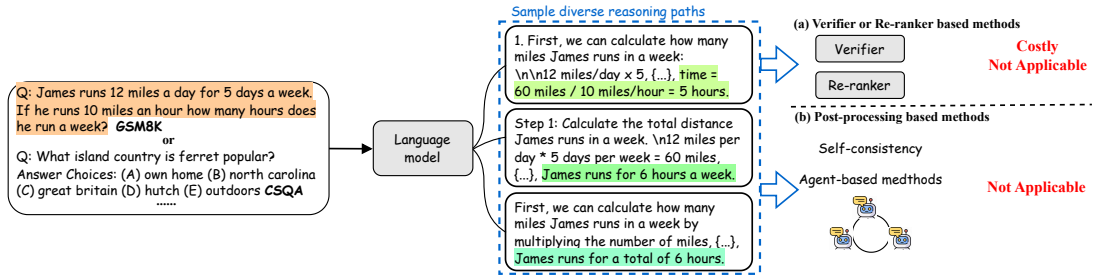 Q: James runs 12 miles a day for 5 days a week.
If he runs 10 miles an hour how many hours does
he run a week? GSM8K
or
Q: What island country is ferret popular?
Answer Choices: (A) own home (B) north carolina
(C) great britain (D) hutch (E) outdoors CSQA
......
Language
model
Sample diverse reasoning paths
1. First, we can calculate how many
miles James runs in a week:
\n\n12 miles/day x 5, {...}, time =
60 miles / 10 miles/hour = 5 hours.
Step 1: Calculate the total distance
James runs in a week. \n12 miles per
day * 5 days per week = 60 miles,
{...}, James runs for 6 hours a week.
First, we can calculate how many
miles James runs in a week by
multiplying the number of miles, {...},
James runs for a total of 6 hours.
(a) Verifier or Re-ranker based methods
Verifier
Re-ranker
Costly
Not Applicable
(b) Post-processing based methods
Self-consistency
Agent-based medthods
Not Applicable